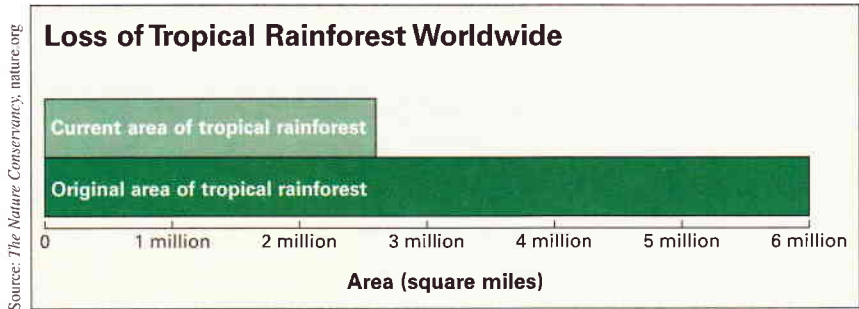 Loss of Tropical Rainforest Worldwide
Current area of tropical rainforest
Original area of tropical rainforest
0 1 million 2 million 3 million 4 million 5 million 6 million
Area (square miles)
Source: The Nature Conservancy, nature.org